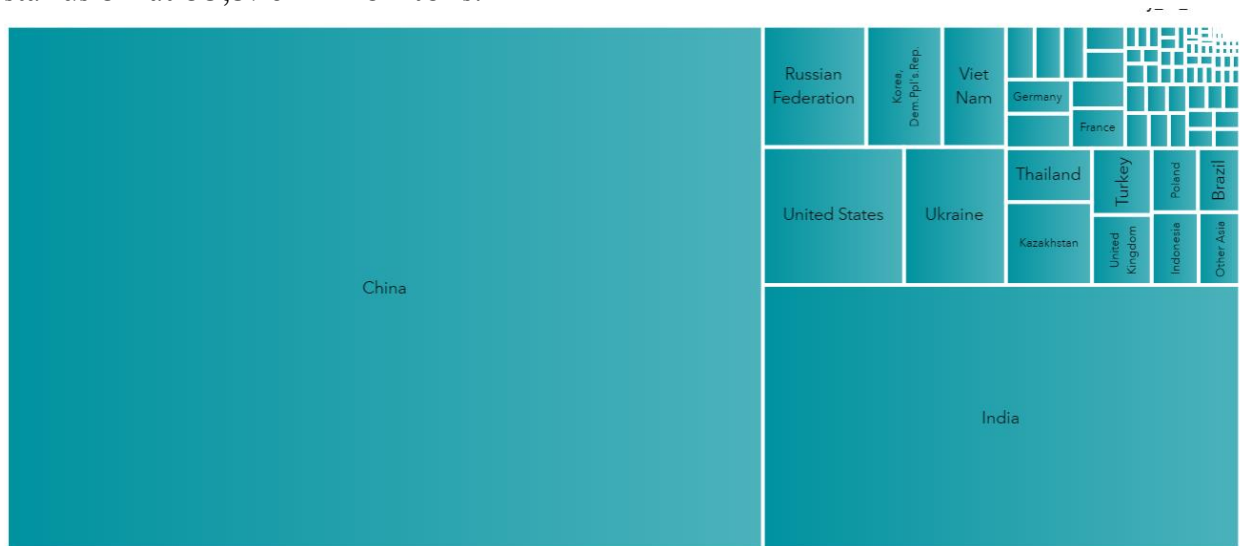 China
Russian
Federation
Korea,
Dem.Ppl's.Rep.
Viet
Nam
Germany
France
United States
Ukraine
Thailand
Kazakhstan
Turkey
United
Kingdom
Poland
Indonesia
Brazil
Other Asia
India